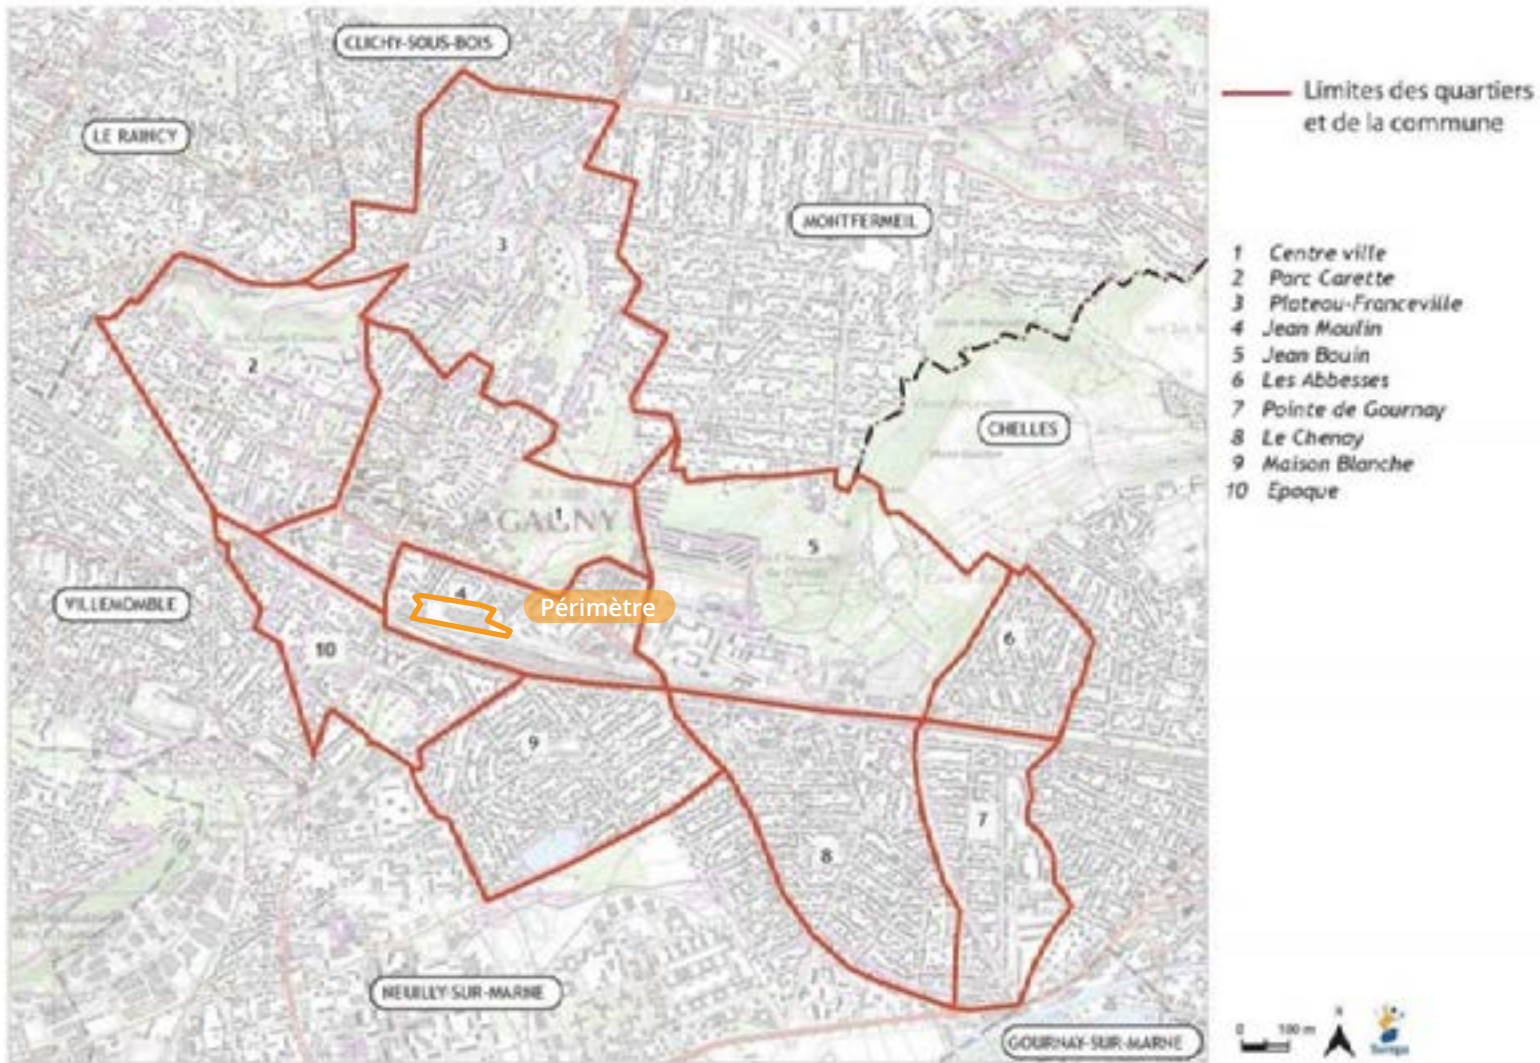 CLICHY-SOUS-BOIS
LE RAINCY
MONTFERMEIL
CHELLES
VILLEMOMBLE
NEUILLY-SUR-MARNE
GOURNAY-SUR-MARNE
GAGNY
3
2
1
5
4
Périmètre
6
10
9
7
8
Limites des quartiers
et de la commune
1 Centre ville
2 Parc Carette
3 Plateau-Franceville
4 Jean Moulin
5 Jean Bouin
6 Les Abbesses
7 Pointe de Gournay
8 Le Chenay
9 Maison Blanche
10 Epoque
0 100 m
N